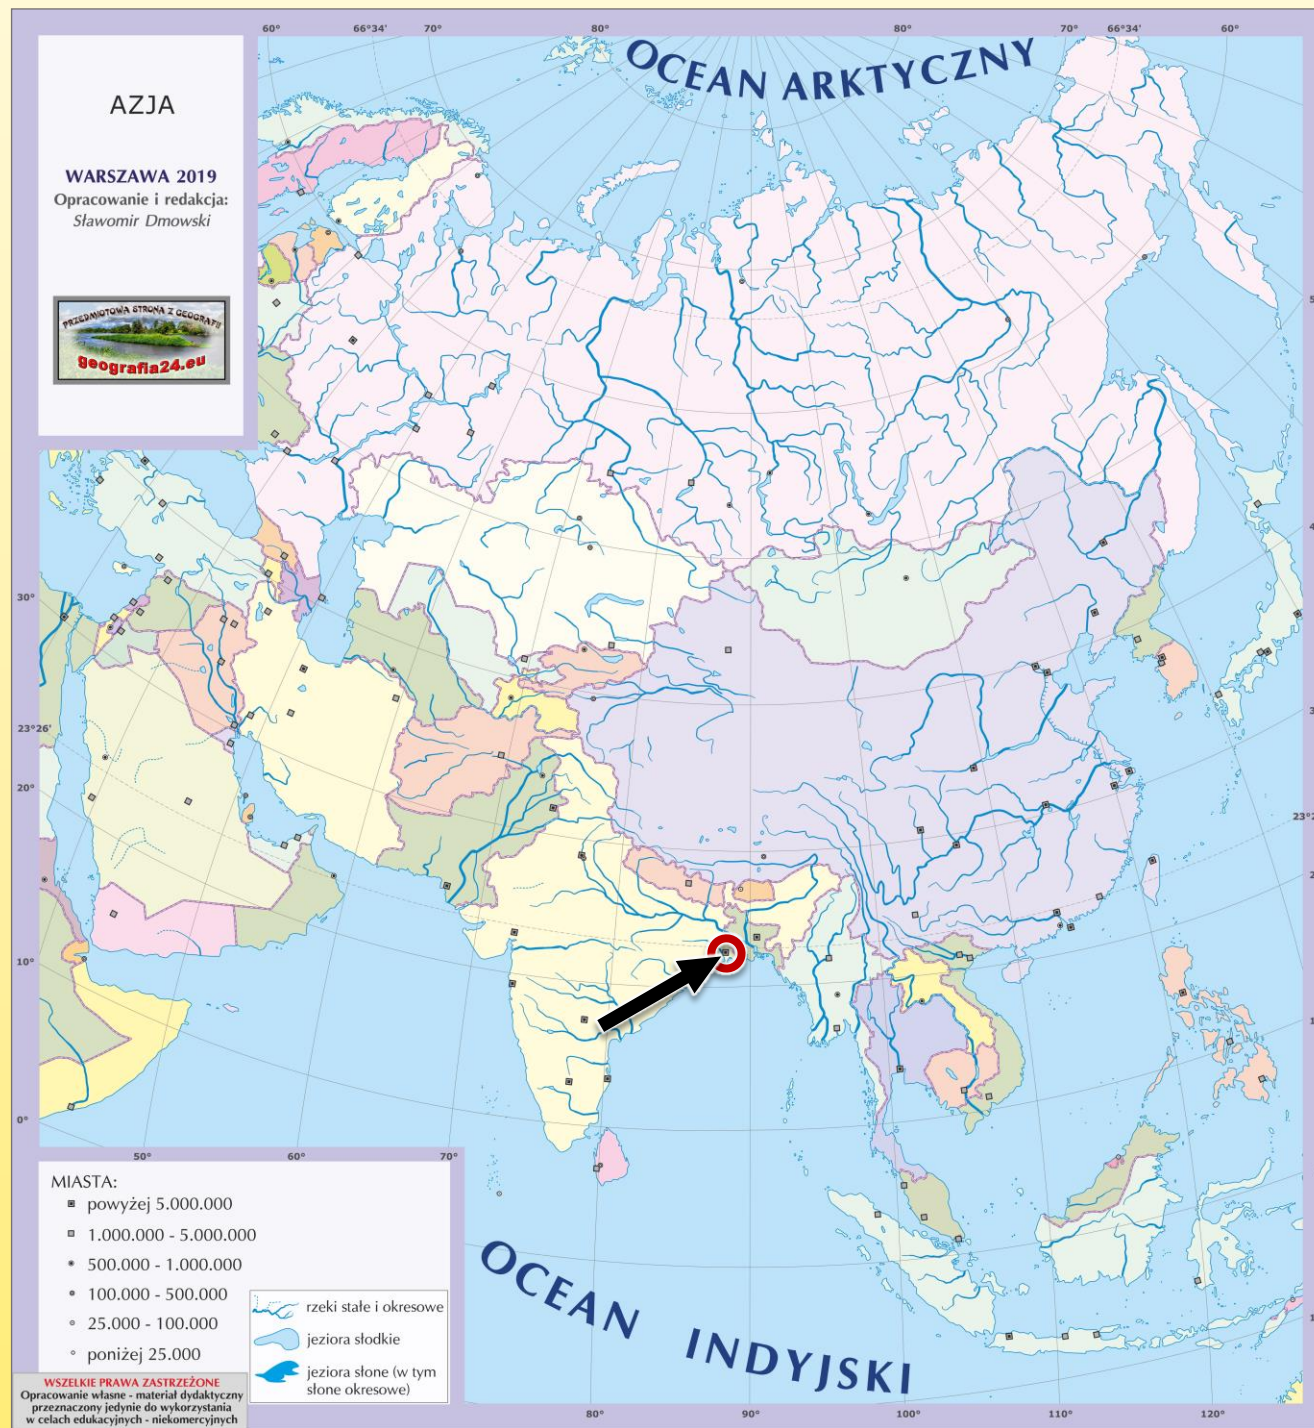 60°
66°34'
70°
80°
80°
70°
66°34'
60°
AZJA
WARSZAWA 2019
Opracowanie i redakcja:
Sławomir Dmowski
PRZEDMIOTOWA STRONA Z GEOGRAFII
geografia24.eu
OCEAN ARKTYCZNY
30°
23°26'
20°
10°
0°
50°
60°
70°
MIASTA:
powyżej 5.000.000
1.000.000 - 5.000.000
500.000 - 1.000.000
100.000 - 500.000
25.000 - 100.000
poniżej 25.000
rzeki stałe i okresowe
jeziora słodkie
jeziora słone (w tym
słone okresowe)
WSZELKIE PRAWA ZASTRZEŻONE
Opracowanie własne - materiał dydaktyczny
przeznaczony jedynie do wykorzystania
w celach edukacyjnych - niekomercyjnych
OCEAN INDYJSKI
80°
90°
100°
110°
120°